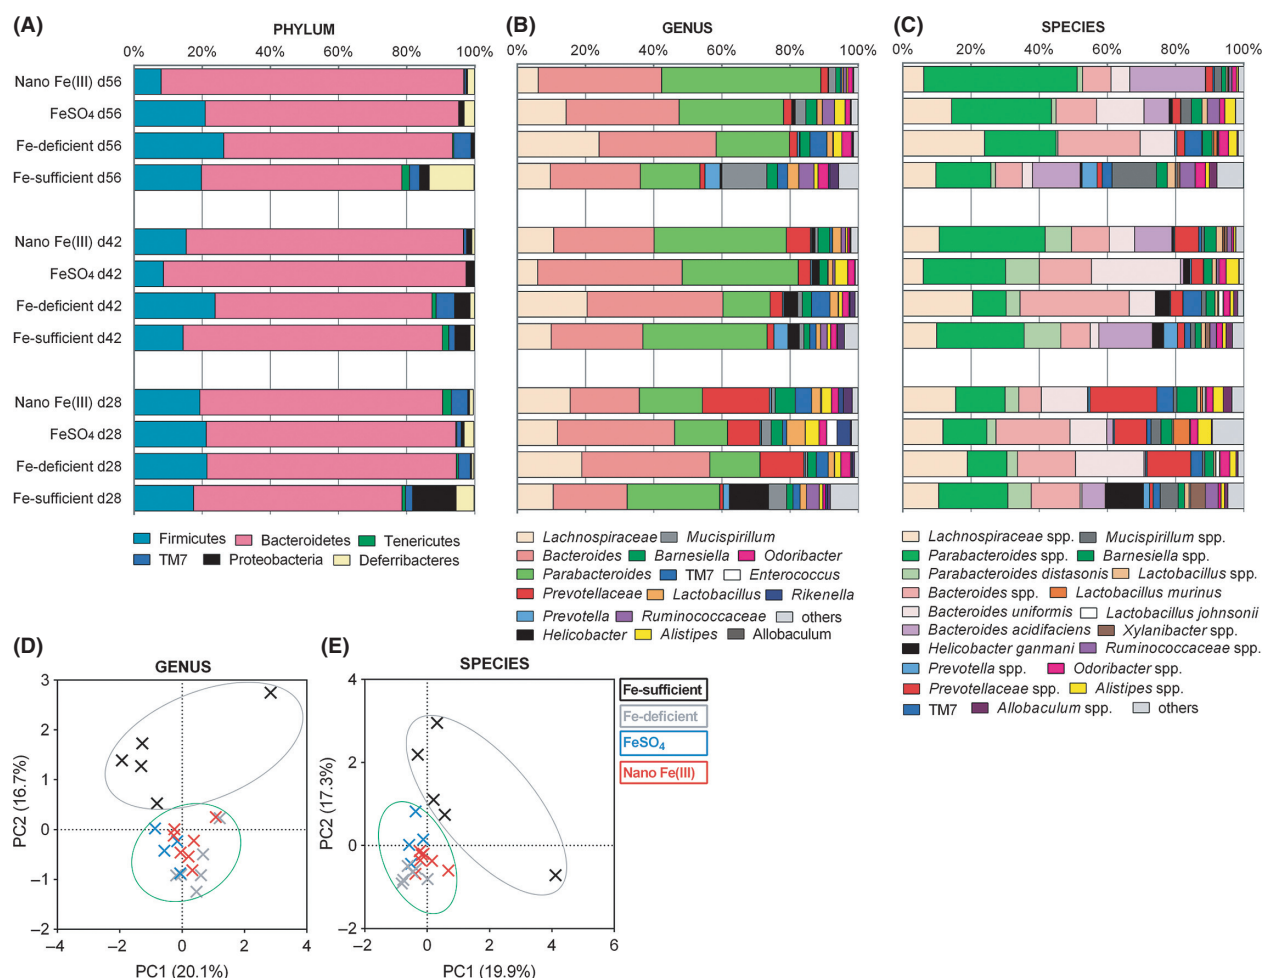 (A)
PHYLUM
0% 20% 40% 60% 80% 100%
Nano Fe(III) d56
FeSO₄ d56
Fe-deficient d56
Fe-sufficient d56
Nano Fe(III) d42
FeSO₄ d42
Fe-deficient d42
Fe-sufficient d42
Nano Fe(III) d28
FeSO₄ d28
Fe-deficient d28
Fe-sufficient d28
Firmicutes Bacteroidetes Tenericutes
TM7 Proteobacteria Deferribacteres
(B)
GENUS
0% 20% 40% 60% 80% 100%
Lachnospiraceae Mucispirillum
Bacteroides Barnesiella Odoribacter
Parabacteroides TM7 Enterococcus
Prevotellaceae Lactobacillus Rikenella
Prevotella Ruminococcaceae others
Helicobacter Alistipes Allobaculum
(C)
SPECIES
0% 20% 40% 60% 80% 100%
Lachnospiraceae spp. Mucispirillum spp.
Parabacteroides spp. Barnesiella spp.
Parabacteroides distasonis Lactobacillus spp.
Bacteroides spp. Lactobacillus murinus
Bacteroides uniformis Lactobacillus johnsonii
Bacteroides acidifaciens Xylanibacter spp.
Helicobacter ganmani Ruminococcaceae spp.
Prevotella spp. Odoribacter spp.
Prevotellaceae spp. Alistipes spp.
TM7 Allobaculum spp. others
(D)
GENUS
3
2
1
0
–1
–2
PC2 (16.7%)
–4 –2 0 2 4
PC1 (20.1%)
(E)
SPECIES
4
2
0
–2
PC2 (17.3%)
–2 0 2 4 6
PC1 (19.9%)
Fe-sufficient
Fe-deficient
FeSO₄
Nano Fe(III)